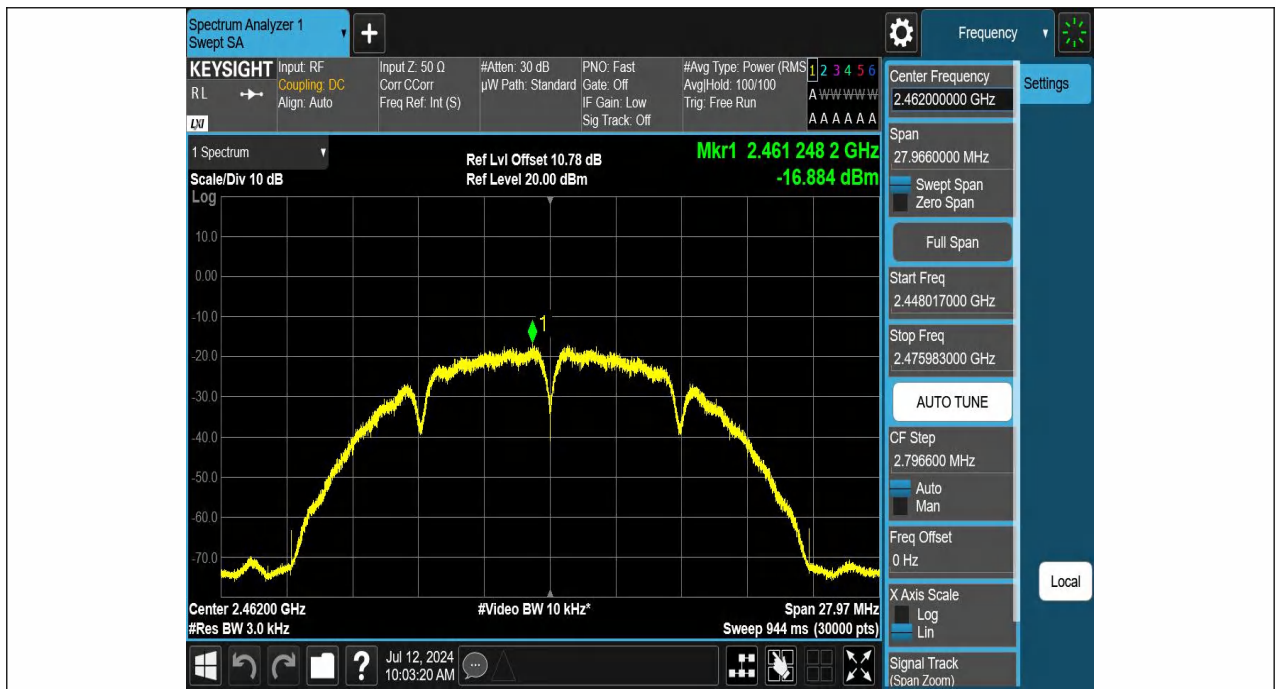 Spectrum Analyzer 1
Swept SA
+
Frequency
KEYSIGHT
R L
LXI
Input: RF
Coupling: DC
Align: Auto
Input Z: 50 Ω
Corr CCorr
Freq Ref: Int (S)
#Atten: 30 dB
µW Path: Standard
PNO: Fast
Gate: Off
IF Gain: Low
Sig Track: Off
#Avg Type: Power (RMS
Avg|Hold: 100/100
Trig: Free Run
1 2 3 4 5 6
A W W W W W
A A A A A A
1 Spectrum
Scale/Div 10 dB
Log
Ref Lvl Offset 10.78 dB
Ref Level 20.00 dBm
Mkr1 2.461 248 2 GHz
-16.884 dBm
10.0
0.00
-10.0
-20.0
-30.0
-40.0
-50.0
-60.0
-70.0
1
Center 2.46200 GHz
#Res BW 3.0 kHz
#Video BW 10 kHz*
Span 27.97 MHz
Sweep 944 ms (30000 pts)
Center Frequency
2.462000000 GHz
Settings
Span
27.9660000 MHz
Swept Span
Zero Span
Full Span
Start Freq
2.448017000 GHz
Stop Freq
2.475983000 GHz
AUTO TUNE
CF Step
2.796600 MHz
Auto
Man
Freq Offset
0 Hz
X Axis Scale
Log
Lin
Local
Signal Track
(Span Zoom)
?
Jul 12, 2024
10:03:20 AM